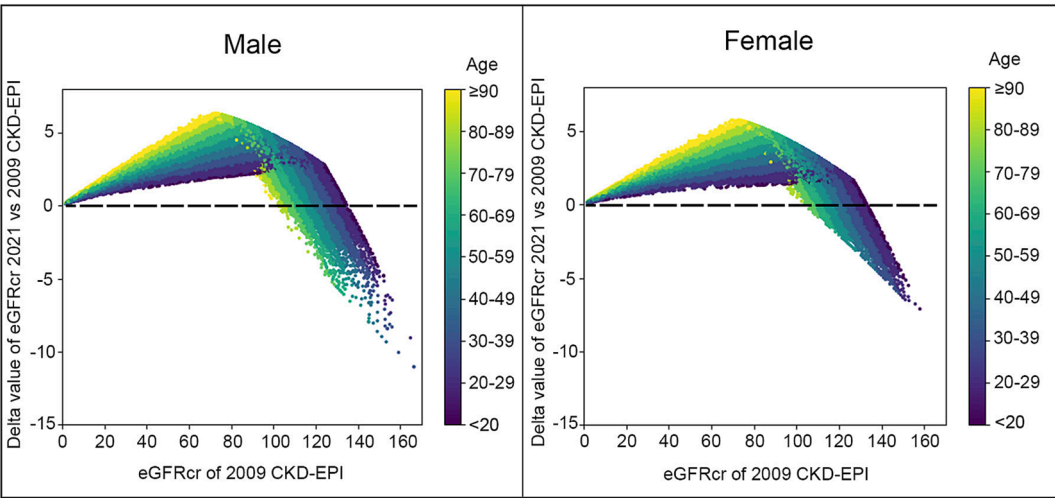 Male
Delta value of eGFRcr 2021 vs 2009 CKD-EPI
5
0
-5
-10
-15
0 20 40 60 80 100 120 140 160
eGFRcr of 2009 CKD-EPI
Age
≥90
80-89
70-79
60-69
50-59
40-49
30-39
20-29
<20
Female
Delta value of eGFRcr 2021 vs 2009 CKD-EPI
5
0
-5
-10
-15
0 20 40 60 80 100 120 140 160
eGFRcr of 2009 CKD-EPI
Age
≥90
80-89
70-79
60-69
50-59
40-49
30-39
20-29
<20